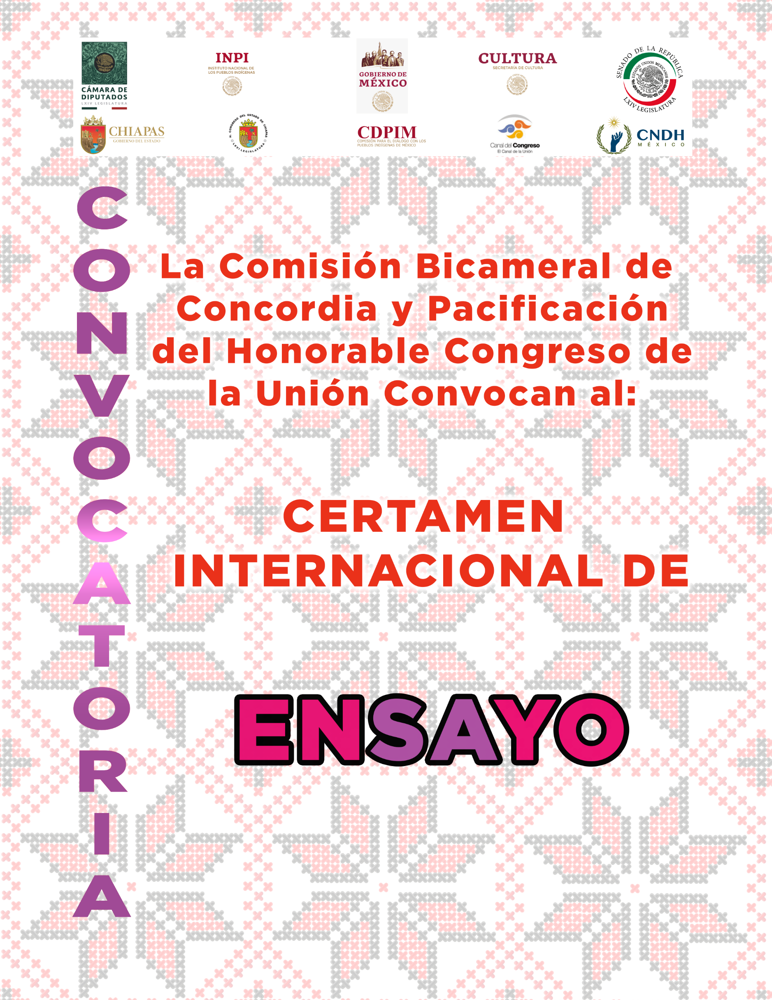 CÁMARA DE
DIPUTADOS
LXIV LEGISLATURA
INPI
INSTITUTO NACIONAL DE
LOS PUEBLOS INDÍGENAS
GOBIERNO DE
MÉXICO
CULTURA
SECRETARÍA DE CULTURA
SENADO DE LA REPÚBLICA
ESTADOS UNIDOS MEXICANOS
LXIV LEGISLATURA
CHIAPAS
GOBIERNO DEL ESTADO
H. CONGRESO DEL ESTADO DE CHIAPAS
LXVI LEGISLATURA
CDPIM
COMISIÓN PARA EL DIÁLOGO CON LOS
PUEBLOS INDÍGENAS DE MÉXICO
Canal del Congreso
El Canal de la Unión
CNDH
MÉXICO
CONVOCATORIA
La Comisión Bicameral de
Concordia y Pacificación
del Honorable Congreso de
la Unión Convocan al:
CERTAMEN
INTERNACIONAL DE
ENSAYO